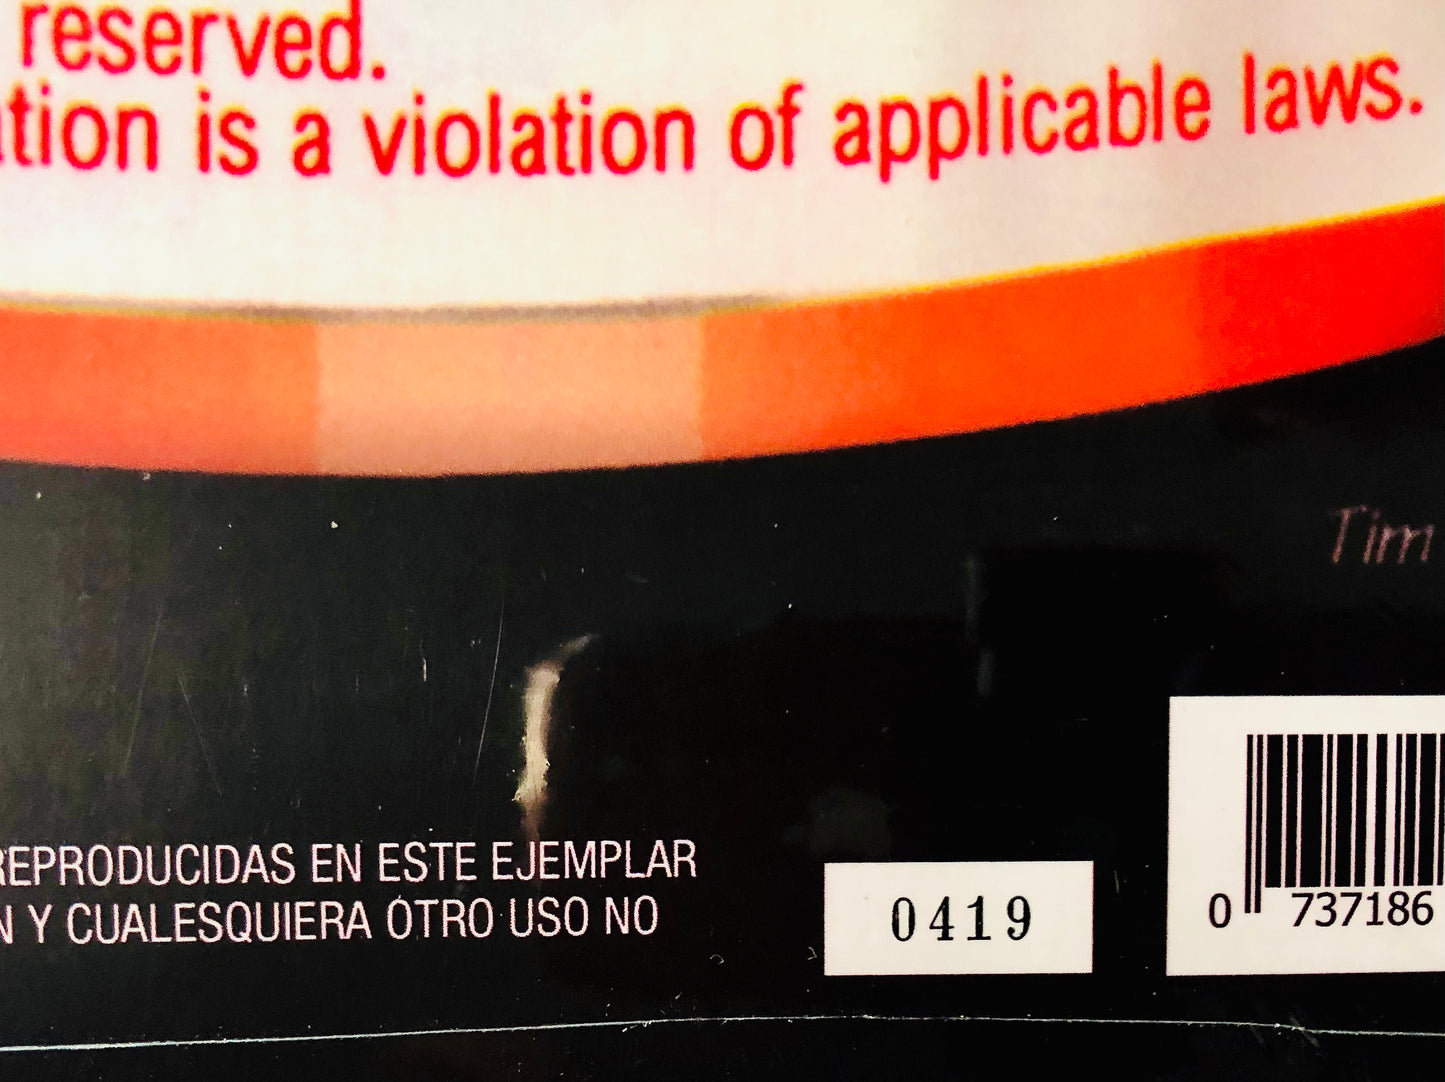 reserved.
ation is a violation of applicable laws.
Tim
REPRODUCIDAS EN ESTE EJEMPLAR
N Y CUALESQUIERA OTRO USO NO
0419
0 737186